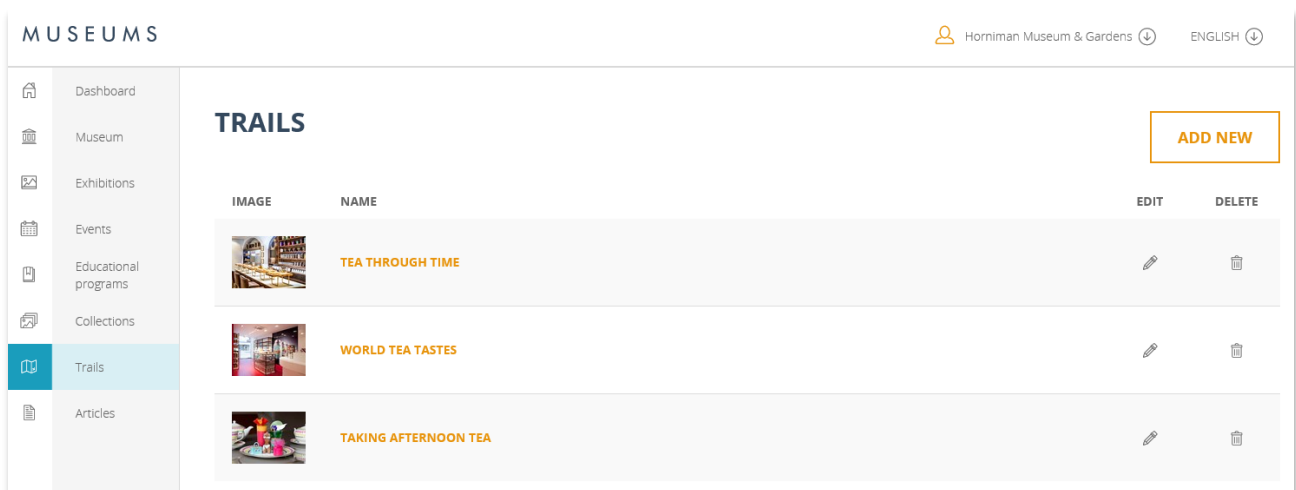 MUSEUMS
Horniman Museum & Gardens
ENGLISH
Dashboard
Museum
Exhibitions
Events
Educational
programs
Collections
Trails
Articles
TRAILS
ADD NEW
IMAGE NAME EDIT DELETE
TEA THROUGH TIME
WORLD TEA TASTES
TAKING AFTERNOON TEA